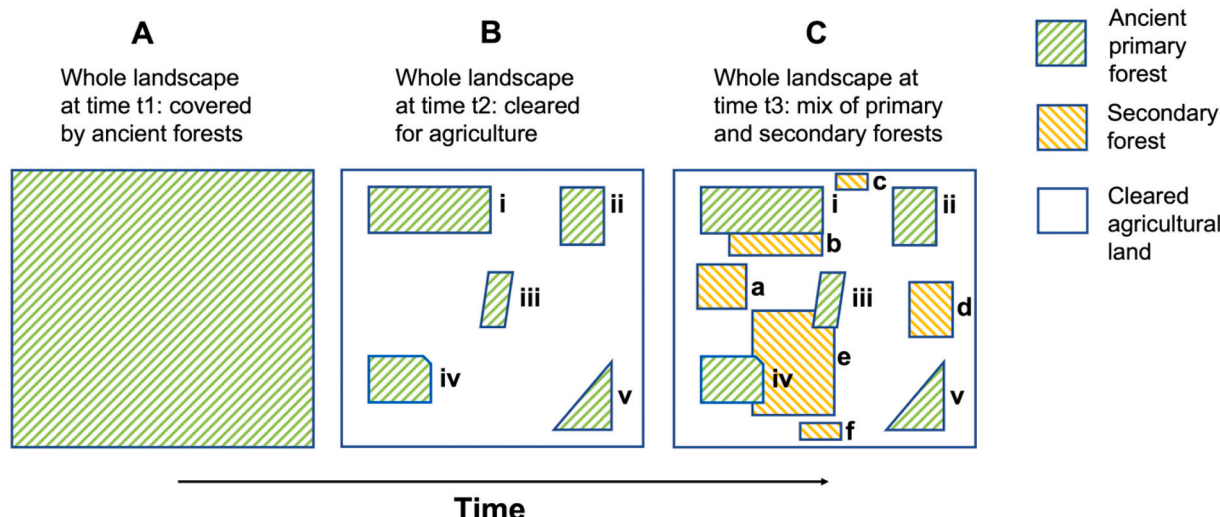 A
Whole landscape
at time t1: covered
by ancient forests
B
Whole landscape
at time t2: cleared
for agriculture
C
Whole landscape at
time t3: mix of primary
and secondary forests
Ancient
primary
forest
Secondary
forest
Cleared
agricultural
land
i
ii
iii
iv
v
c
i
ii
b
a
iii
d
e
iv
v
f
Time